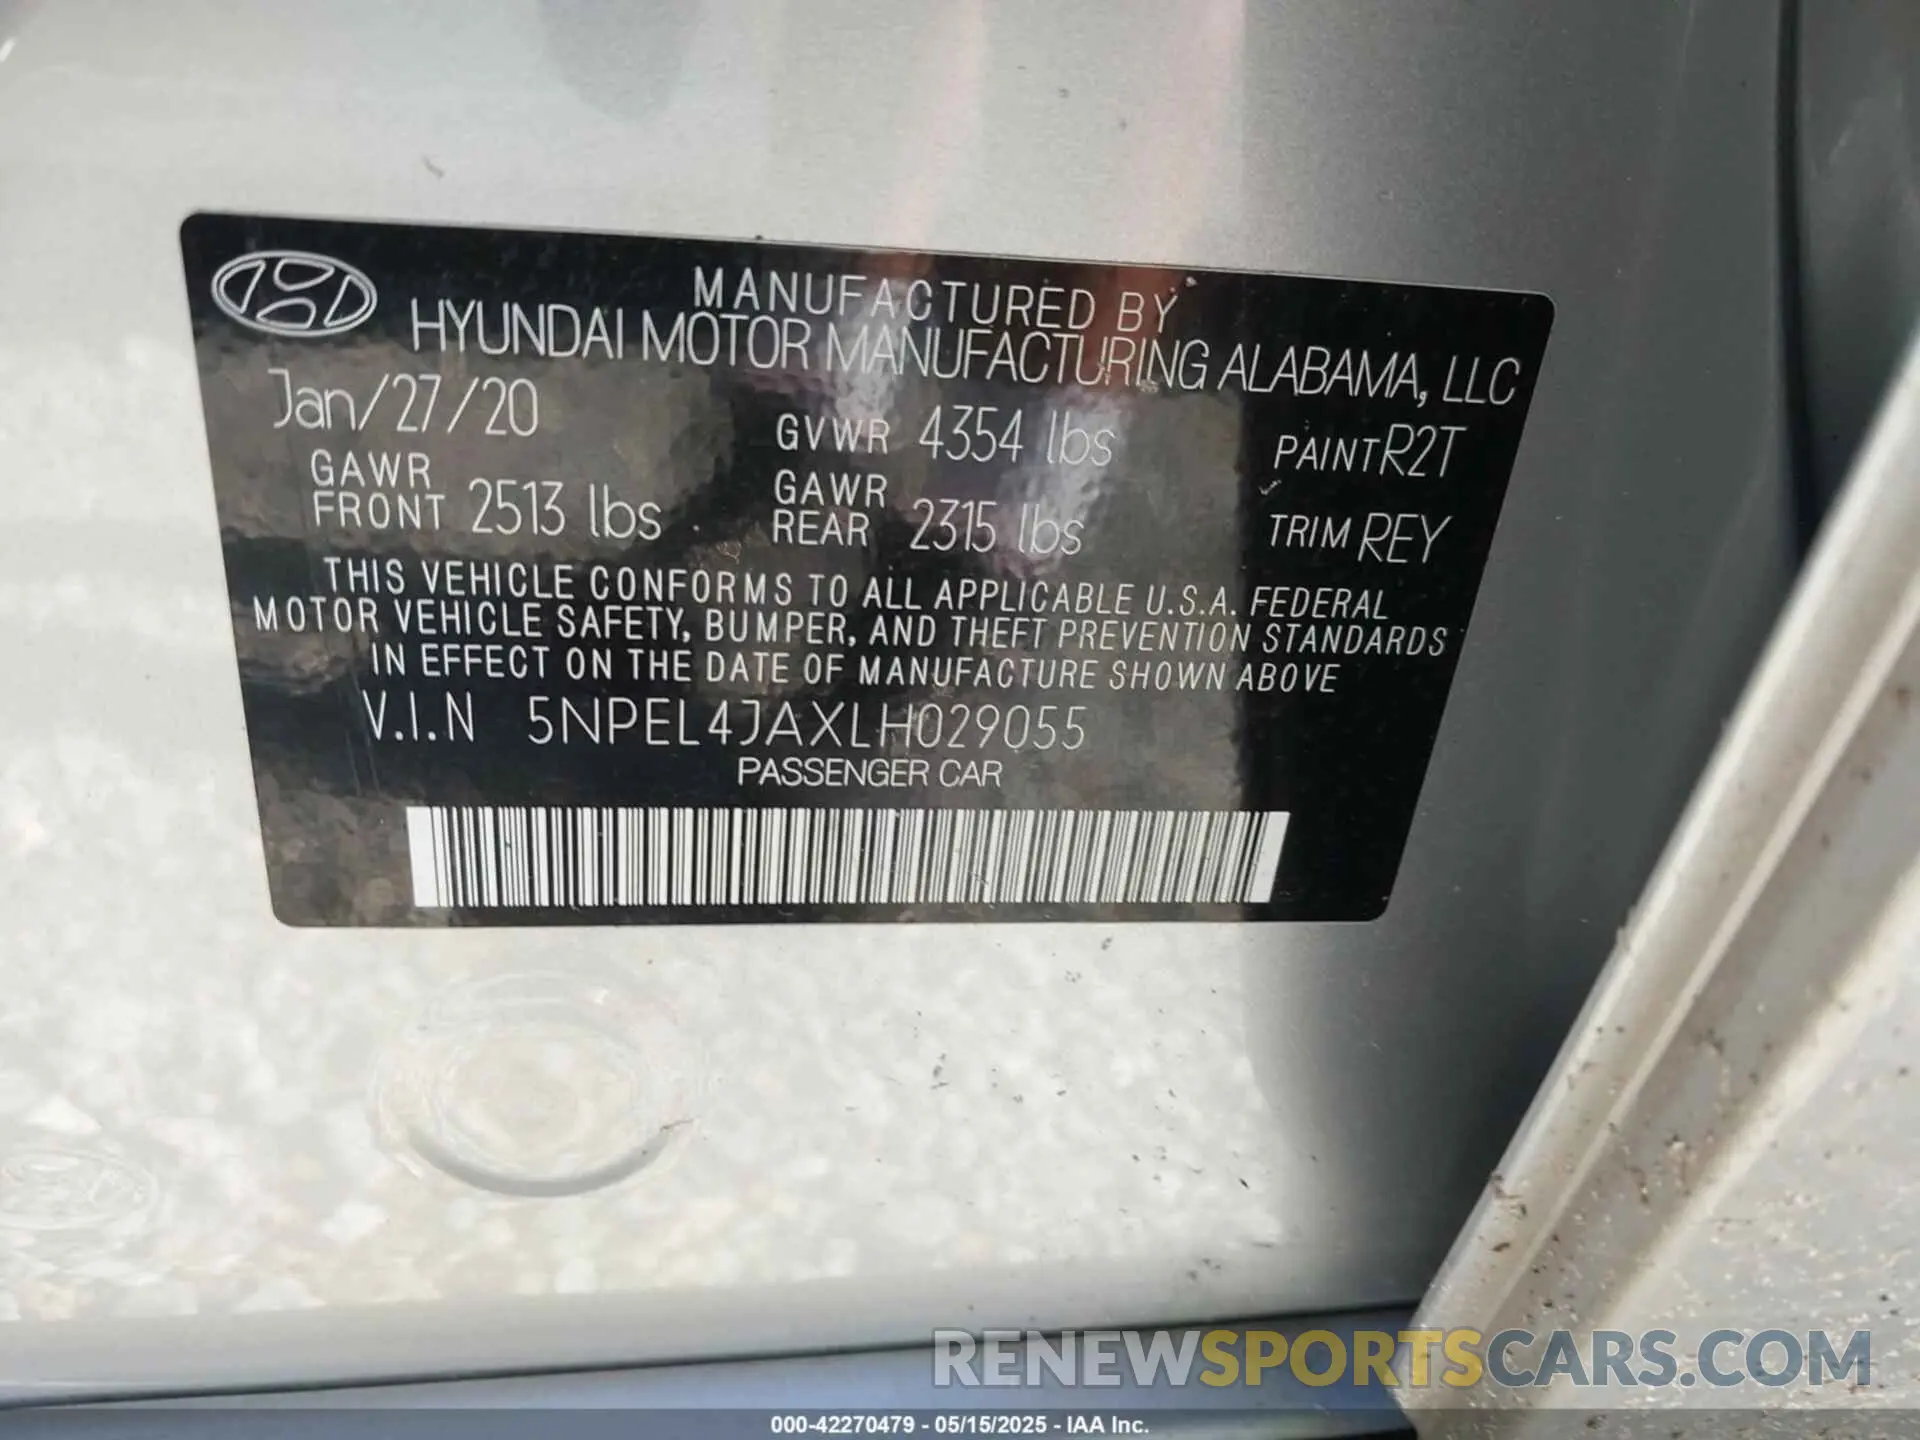 MANUFACTURED BY
HYUNDAI MOTOR MANUFACTURING ALABAMA, LLC
Jan/27/20 GVWR 4354 lbs PAINT R2T
GAWR FRONT 2513 lbs GAWR REAR 2315 lbs TRIM REY
THIS VEHICLE CONFORMS TO ALL APPLICABLE U.S.A. FEDERAL
MOTOR VEHICLE SAFETY, BUMPER, AND THEFT PREVENTION STANDARDS
IN EFFECT ON THE DATE OF MANUFACTURE SHOWN ABOVE
V.I.N 5NPEL4JAXLH029055
PASSENGER CAR
RENEWSPORTSCARS.COM
000-42270479 - 05/15/2025 - IAA Inc.